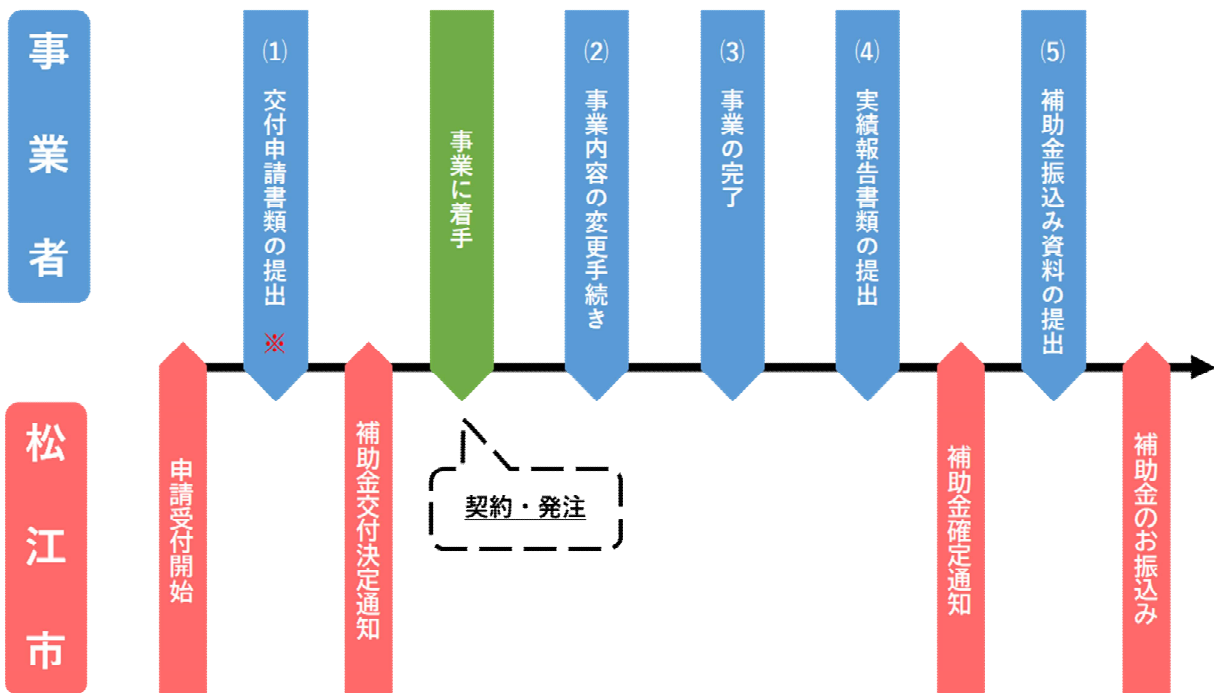 事業者
⑴ 交付申請書類の提出 ※
事業に着手
⑵ 事業内容の変更手続き
⑶ 事業の完了
⑷ 実績報告書類の提出
⑸ 補助金振込み資料の提出
契約・発注
松江市
申請受付開始
補助金交付決定通知
補助金確定通知
補助金のお振込み